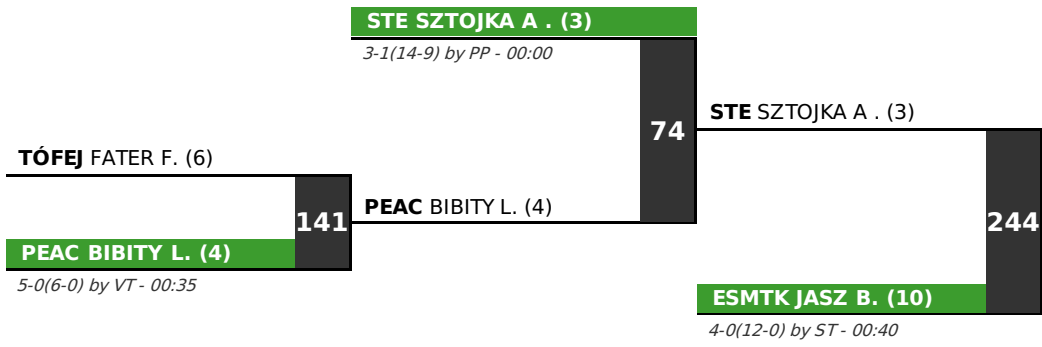 STE SZTOJKA A . (3)
3-1(14-9) by PP - 00:00
74
STE SZTOJKA A . (3)
TÓFEJ FATER F. (6)
141
PEAC BIBITY L. (4)
244
PEAC BIBITY L. (4)
5-0(6-0) by VT - 00:35
ESMTK JASZ B. (10)
4-0(12-0) by ST - 00:40